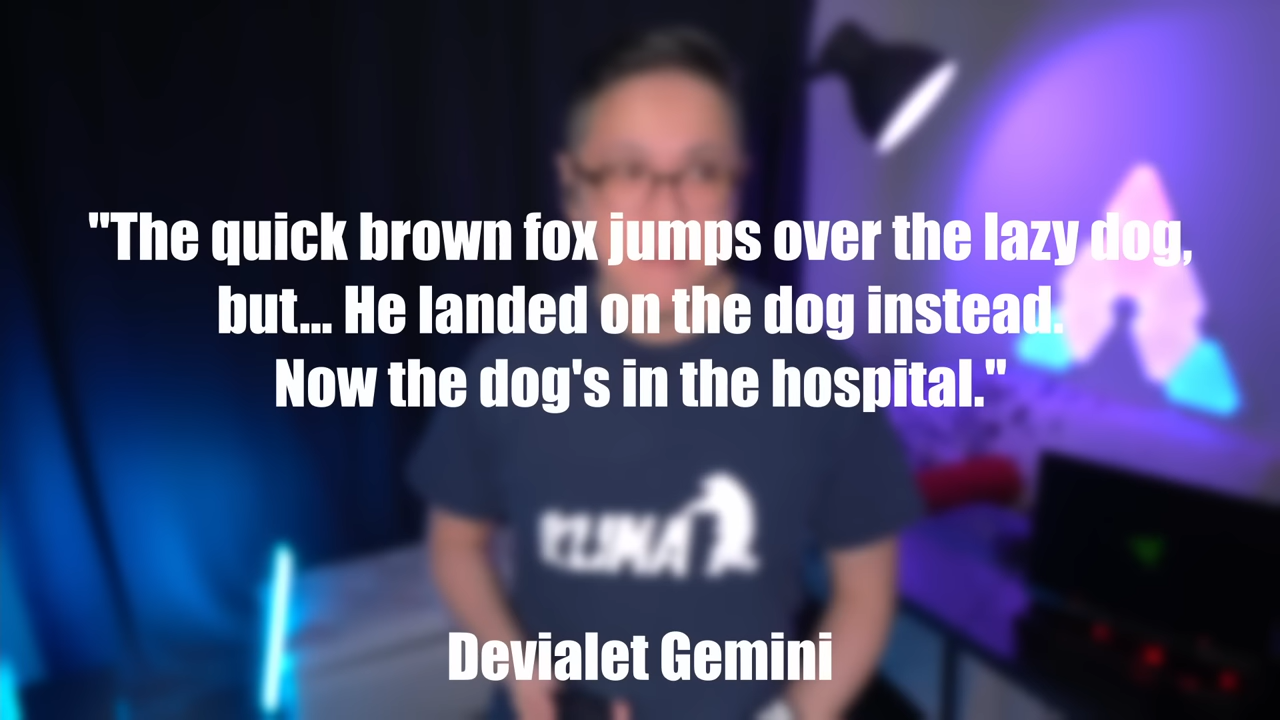 "The quick brown fox jumps over the lazy dog,
but... He landed on the dog instead.
Now the dog's in the hospital."
Devialet Gemini